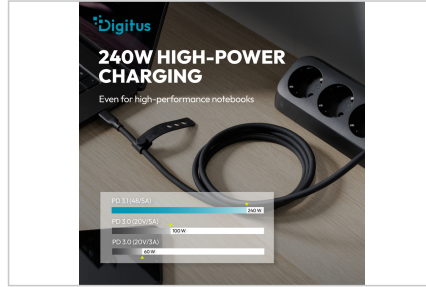 Digitus
240W HIGH-POWER
CHARGING
Even for high-performance notebooks
PD 3.1 (48/5A)
240 W
PD 3.0 (20V/5A)
100 W
PD 3.0 (20V/3A)
60 W